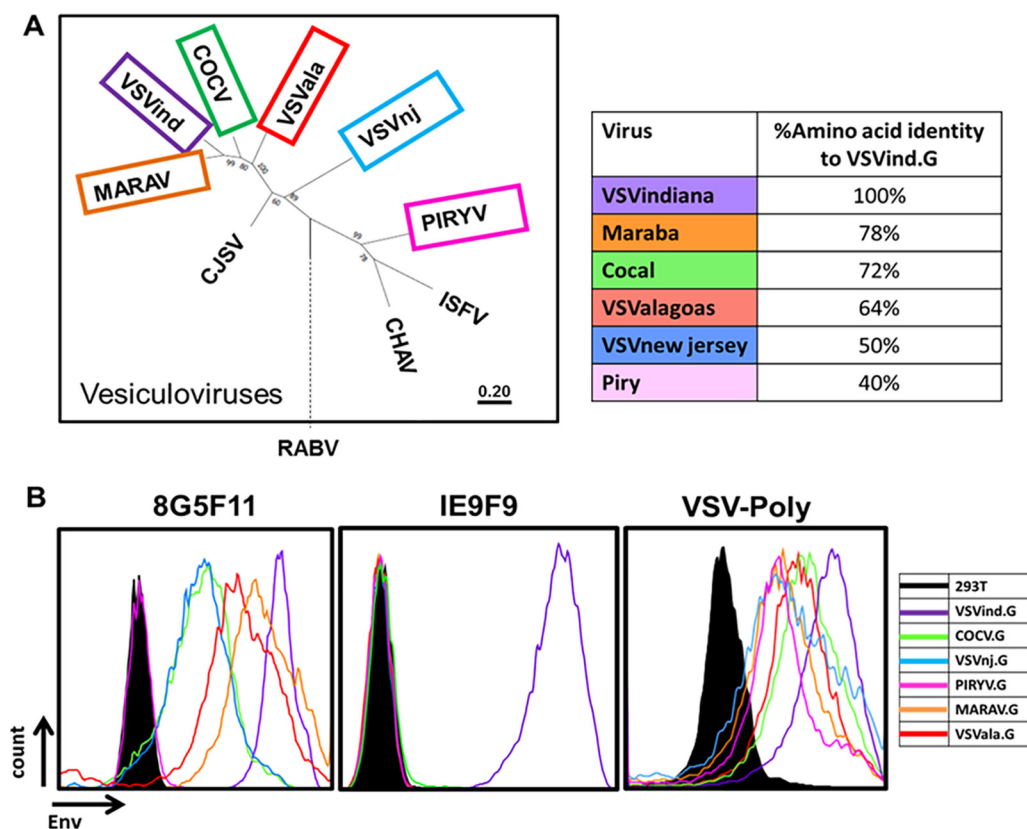 A
MARAV
VSVind
COCV
VSVala
VSVnj
PIRYV
ISFV
CHAV
CJSV
99
80
100
60
89
99
78
Vesiculoviruses
0.20
RABV
Virus %Amino acid identity
to VSVind.G
VSVindiana 100%
Maraba 78%
Cocal 72%
VSValagoas 64%
VSVnew jersey 50%
Piry 40%
B
8G5F11 IE9F9 VSV-Poly
count
Env
293T
VSVind.G
COCV.G
VSVnj.G
PIRYV.G
MARAV.G
VSVala.G